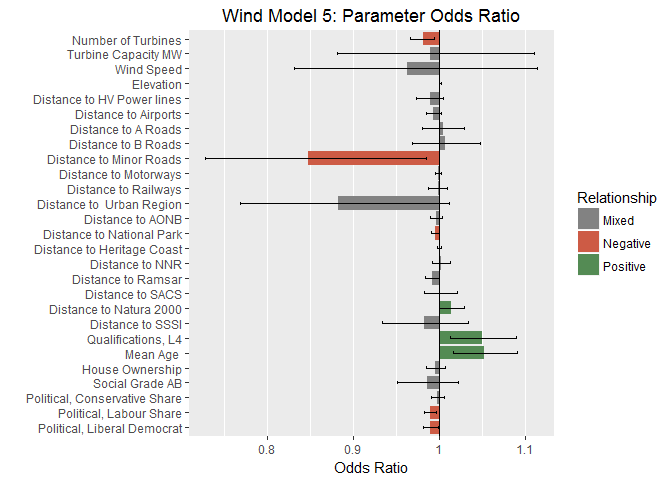 Wind Model 5: Parameter Odds Ratio
Number of Turbines
Turbine Capacity MW
Wind Speed
Elevation
Distance to HV Power lines
Distance to Airports
Distance to A Roads
Distance to B Roads
Distance to Minor Roads
Distance to Motorways
Distance to Railways
Distance to Urban Region
Distance to AONB
Distance to National Park
Distance to Heritage Coast
Distance to NNR
Distance to Ramsar
Distance to SACS
Distance to Natura 2000
Distance to SSSI
Qualifications, L4
Mean Age
House Ownership
Social Grade AB
Political, Conservative Share
Political, Labour Share
Political, Liberal Democrat
0.8 0.9 1 1.1
Odds Ratio
Relationship
Mixed
Negative
Positive